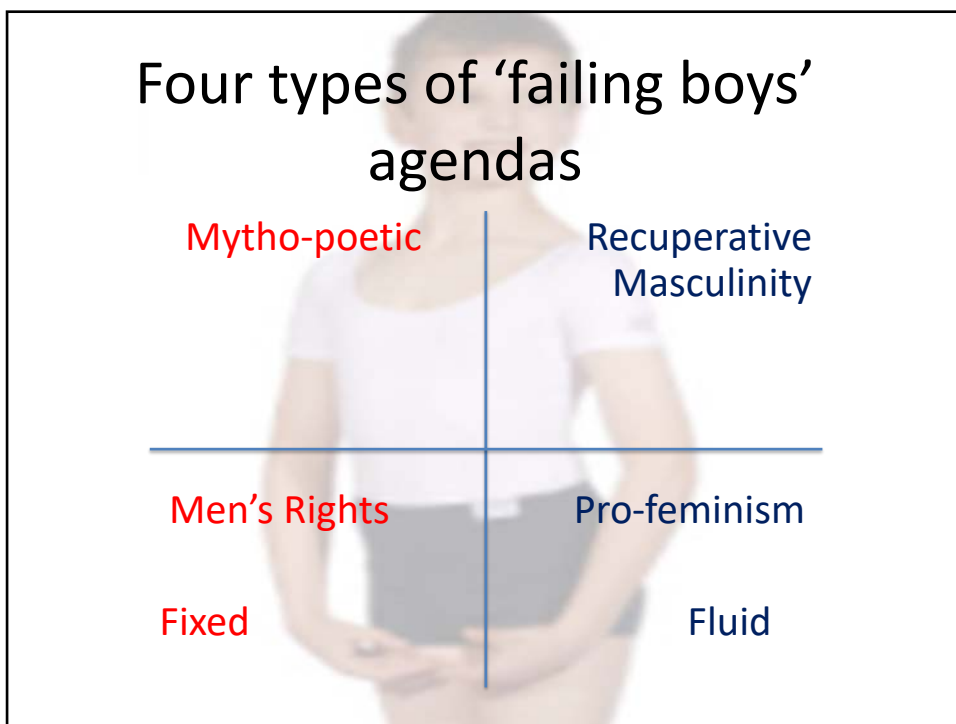 Four types of ‘failing boys’
agendas
Mytho-poetic
Recuperative
Masculinity
Men’s Rights
Pro-feminism
Fixed
Fluid